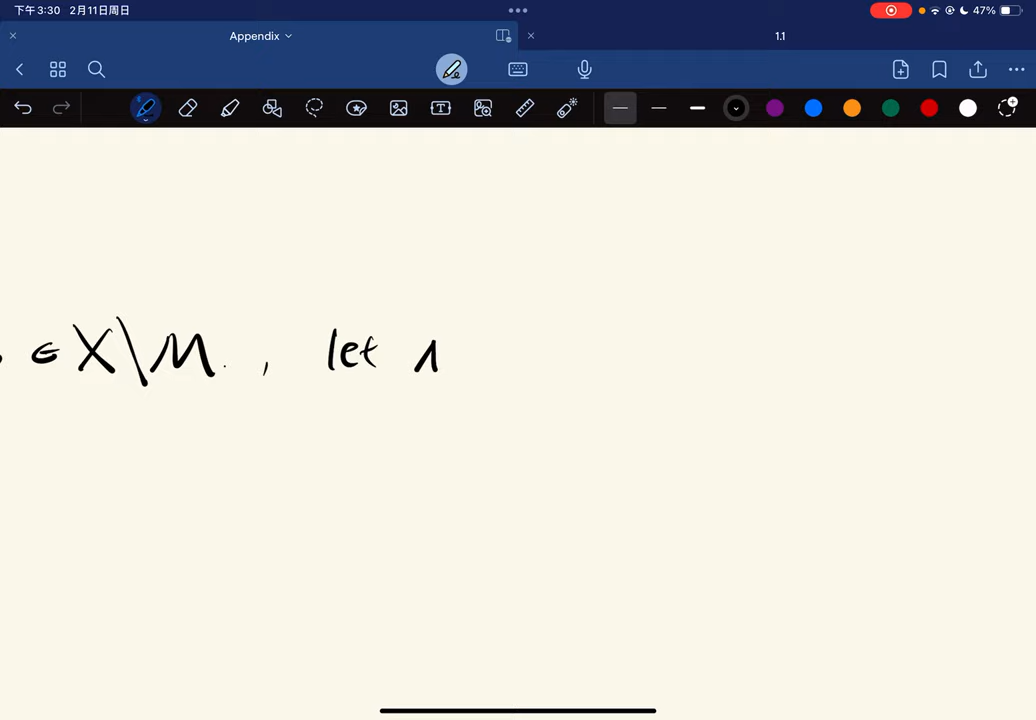 下午3:30 2月11日周日 47%
Appendix 1.1
∈ X\M. , let